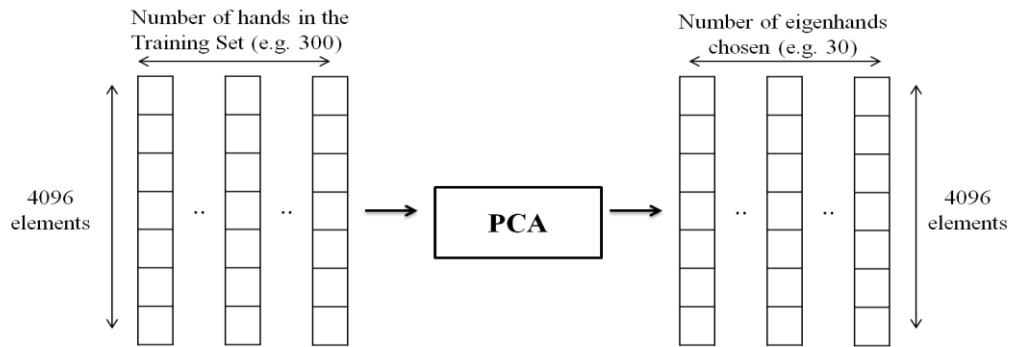 Number of hands in the
Training Set (e.g. 300)
Number of eigenhands
chosen (e.g. 30)
4096
elements
..
..
PCA
..
..
4096
elements